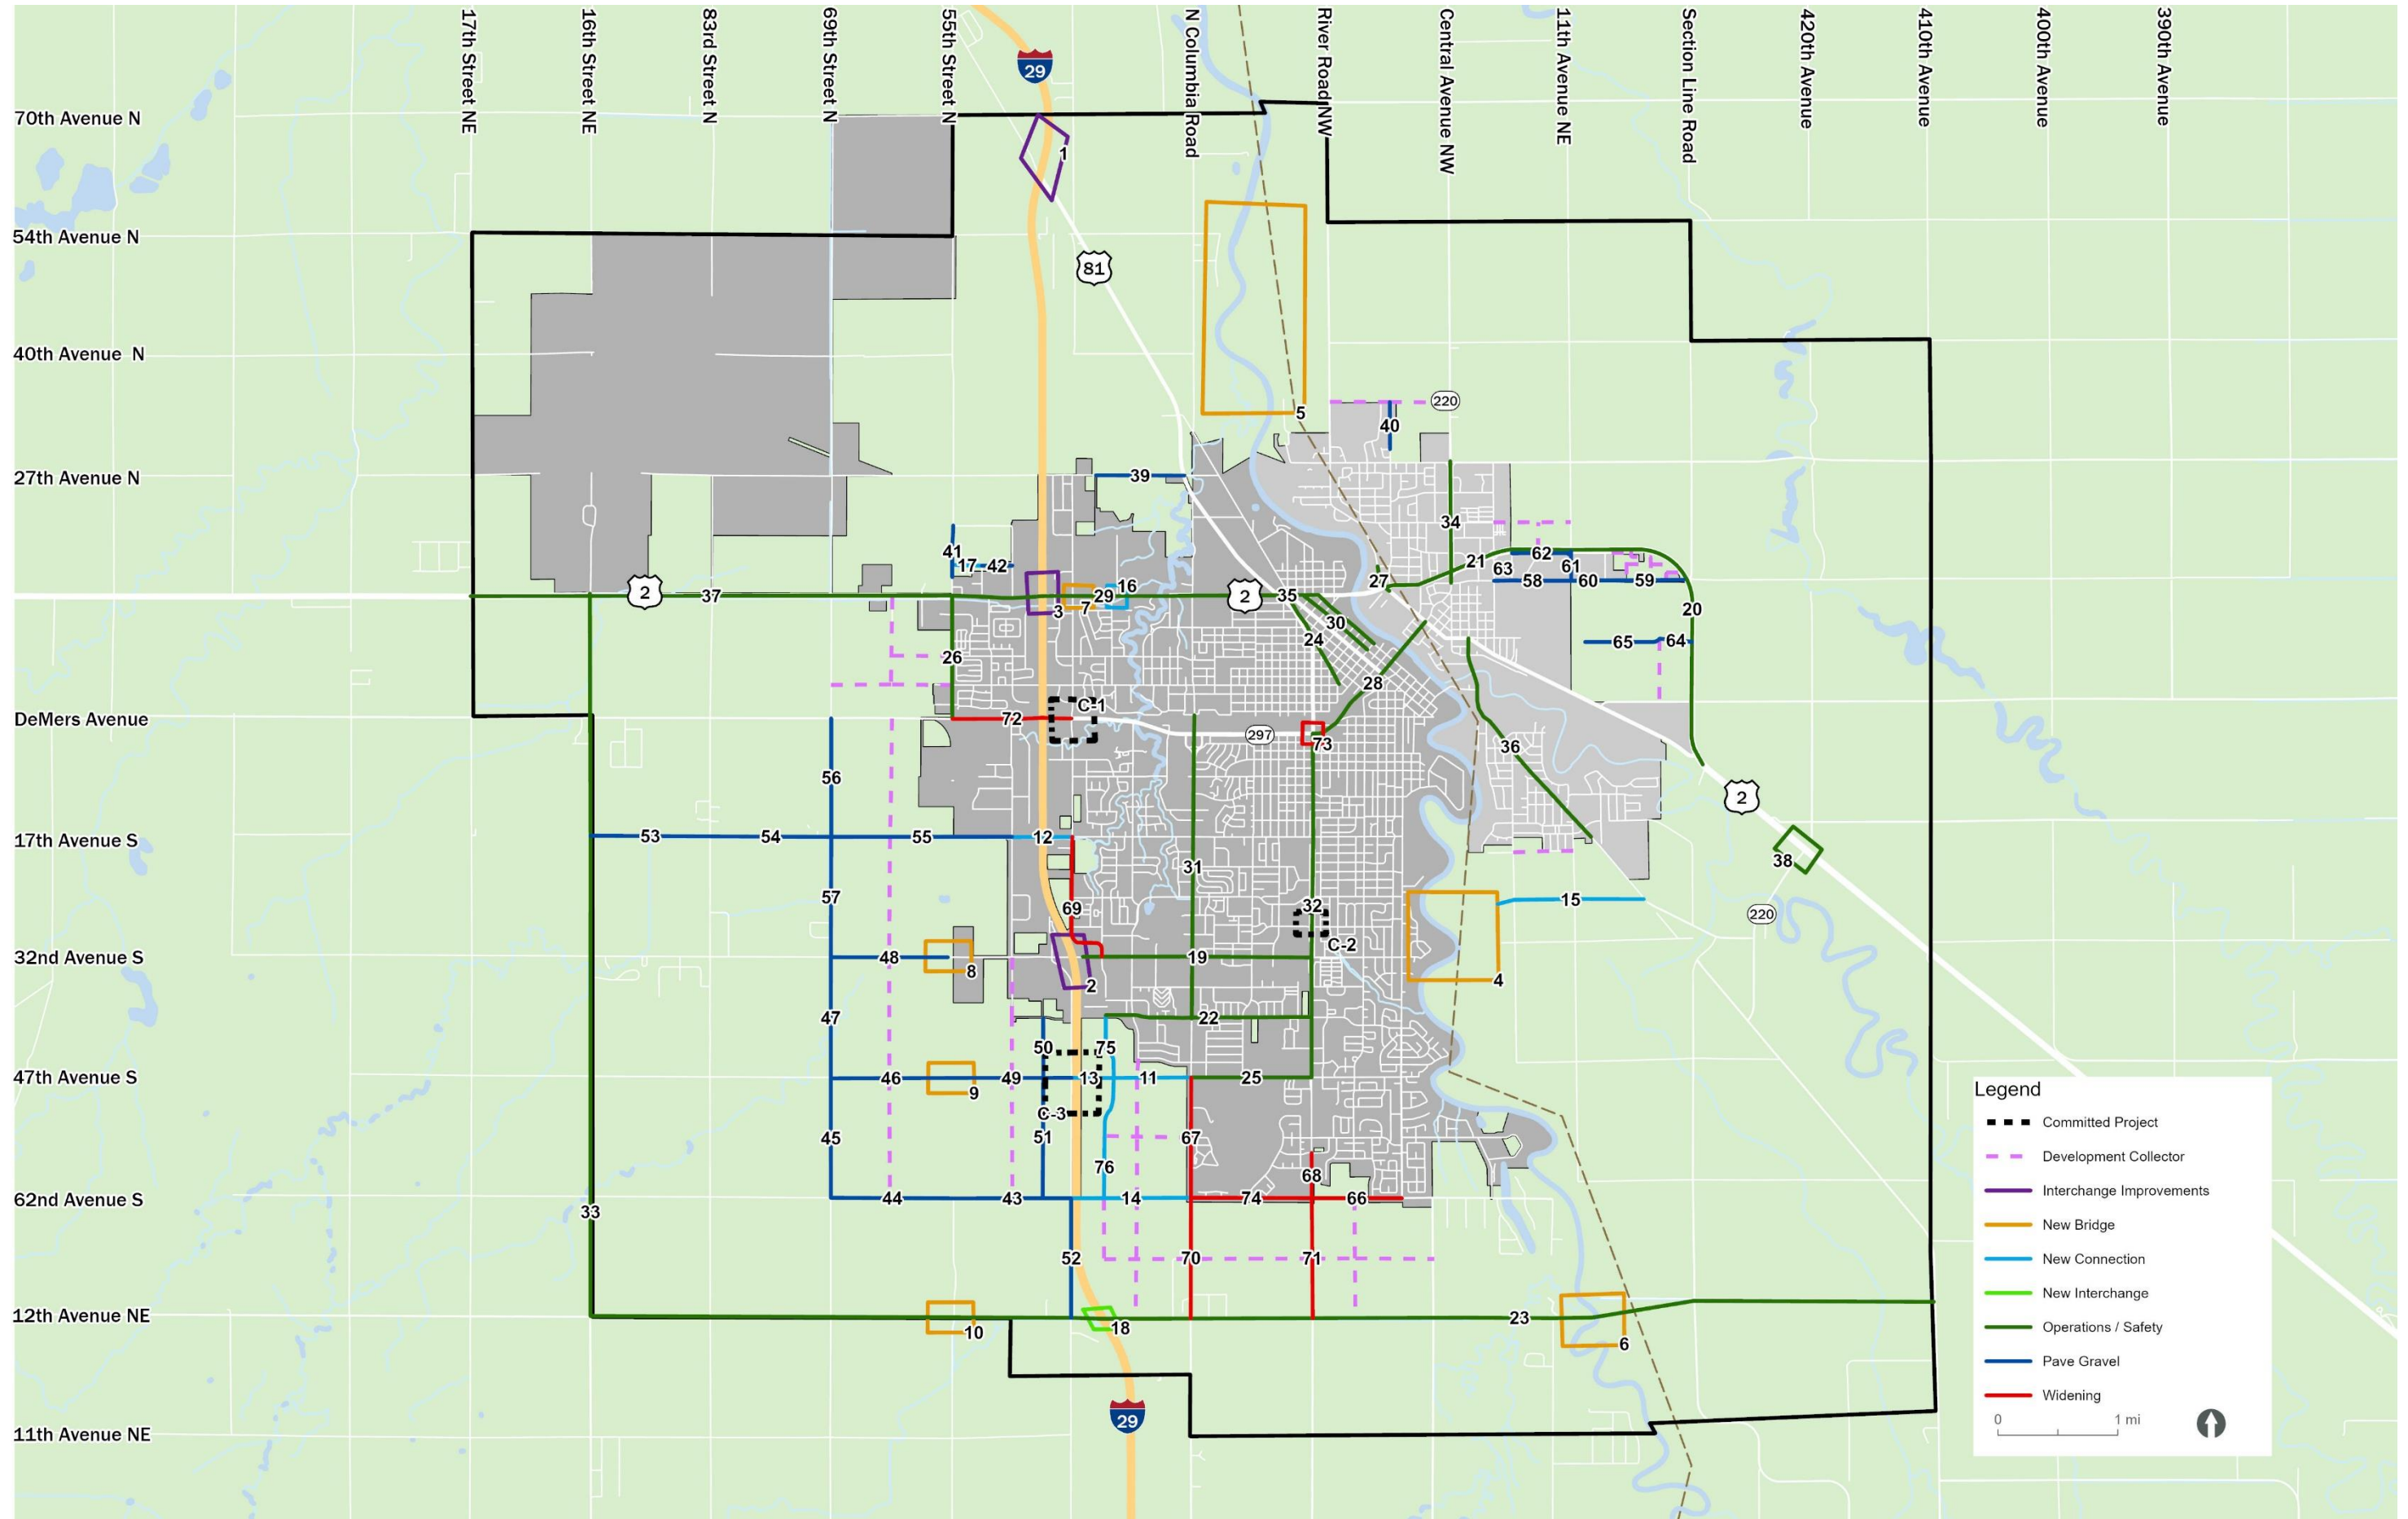 17th Street NE
16th Street NE
83rd Street N
69th Street N
55th Street N
N Columbia Road
River Road NW
Central Avenue NW
11th Avenue NE
Section Line Road
420th Avenue
410th Avenue
400th Avenue
390th Avenue
29
70th Avenue N
1
54th Avenue N
81
40th Avenue N
5
220
40
27th Avenue N
39
34
41
17
42
16
27
21
62
63
61
58
60
59
2
37
3
7
29
2
35
20
30
24
65
64
26
28
C-1
DeMers Avenue
72
297
73
36
56
2
17th Avenue S
53
54
55
12
31
38
57
69
32
15
220
C-2
32nd Avenue S
48
8
19
2
4
47
22
50
75
47th Avenue S
46
9
49
13
11
25
C-3
45
51
67
76
68
62nd Avenue S
44
43
14
74
66
33
52
70
71
12th Avenue NE
10
18
23
6
29
11th Avenue NE
Legend
Committed Project
Development Collector
Interchange Improvements
New Bridge
New Connection
New Interchange
Operations / Safety
Pave Gravel
Widening
0 1 mi